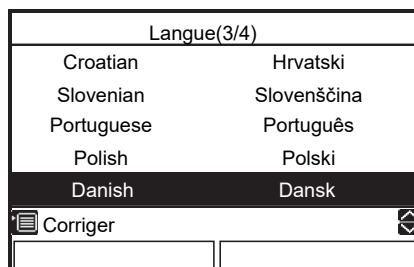 Langue(3/4)
Croatian Hrvatski
Slovenian Slovenščina
Portuguese Português
Polish Polski
Danish Dansk
Corriger